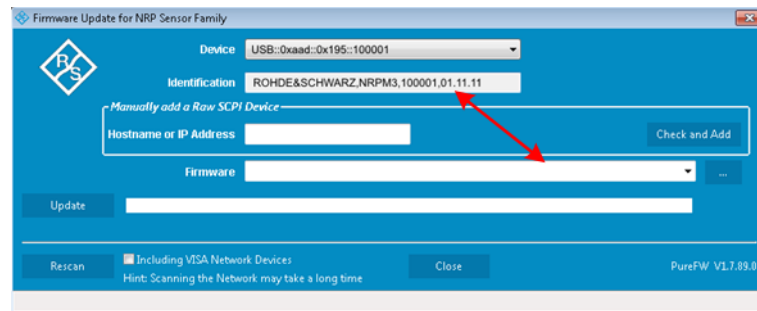 Firmware Update for NRP Sensor Family
R&S
Device USB::0xaad::0x195::100001
Identification ROHDE&SCHWARZ,NRPM3,100001,01.11.11
Manually add a Raw SCPI Device
Hostname or IP Address Check and Add
Firmware ...
Update
Rescan Including VISA Network Devices Close PureFW V1.7.89.0
Hint: Scanning the Network may take a long time